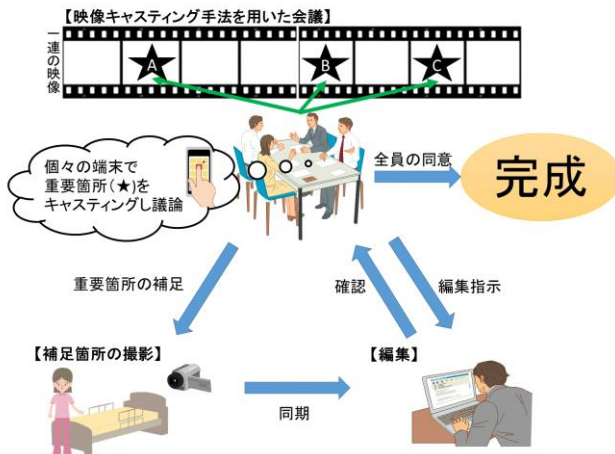 【映像キャスティング手法を用いた会議】
一連の映像
A
B
C
個々の端末で
重要箇所(★)を
キャスティングし議論
全員の同意
完成
重要箇所の補足
確認
編集指示
【補足箇所の撮影】
【編集】
同期